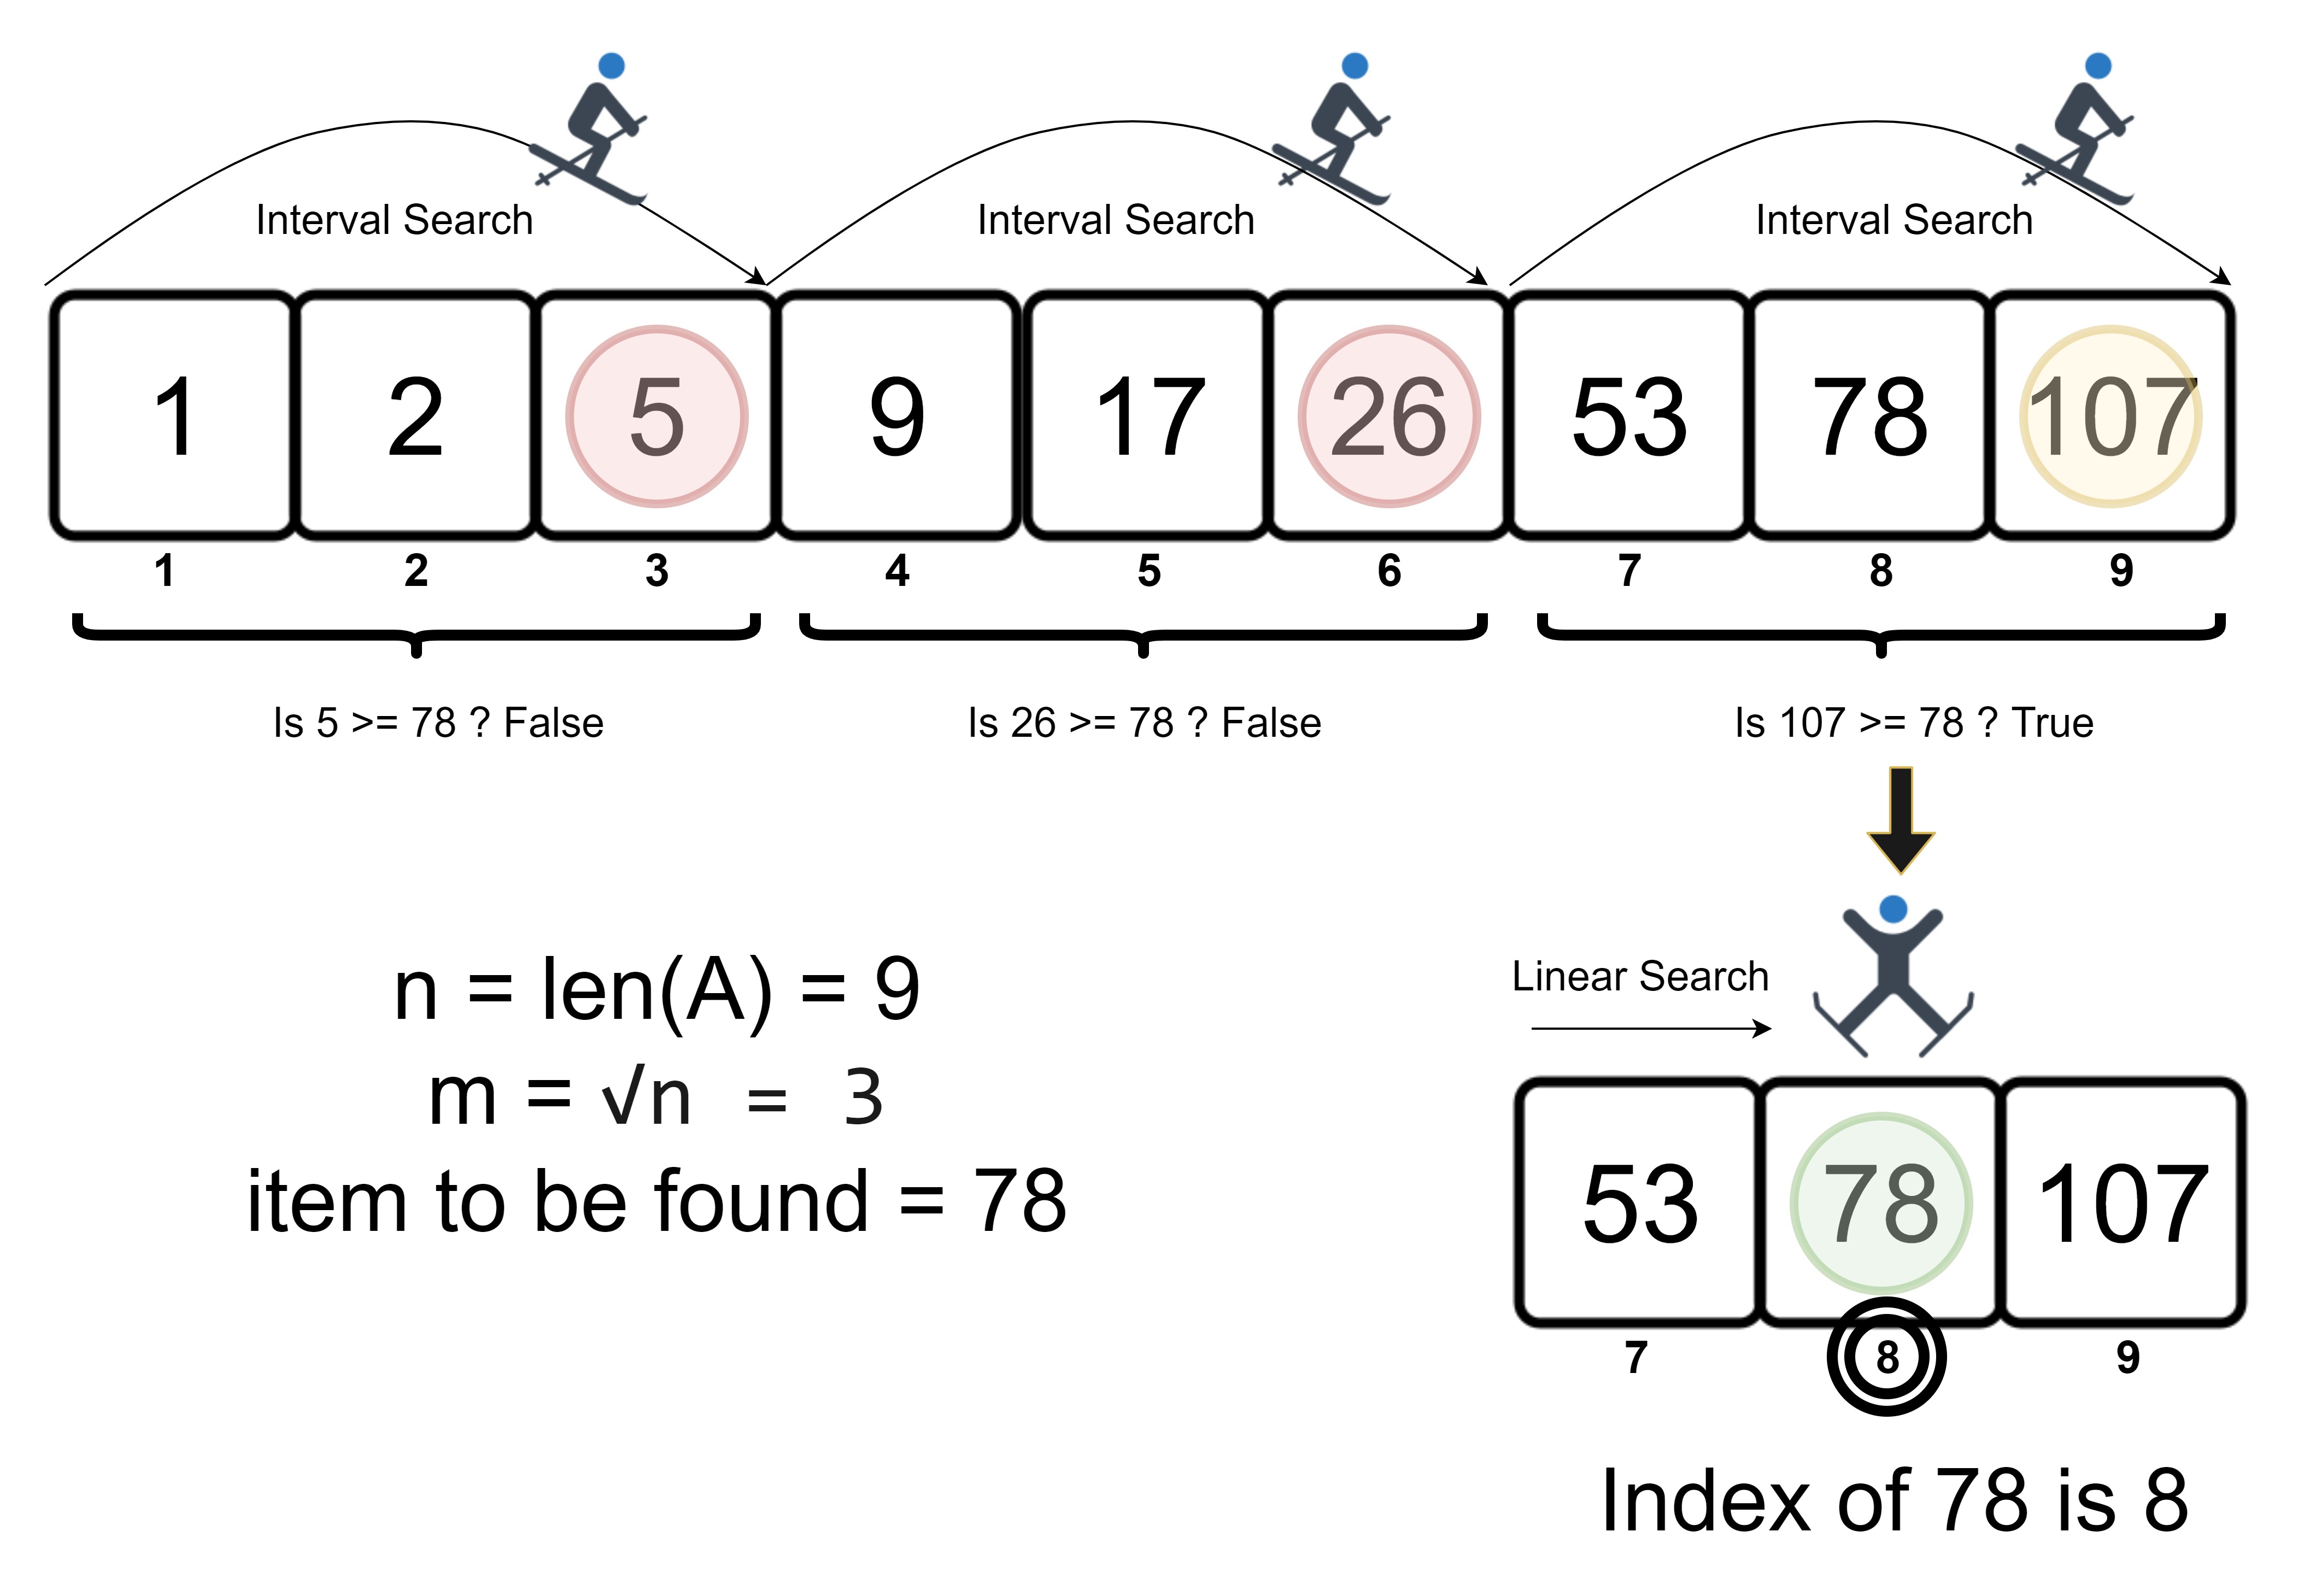 Interval Search Interval Search Interval Search
1 2 5 9 17 26 53 78 107
1 2 3 4 5 6 7 8 9
Is 5 >= 78 ? False Is 26 >= 78 ? False Is 107 >= 78 ? True
n = len(A) = 9
m = √n = 3
item to be found = 78
Linear Search
53 78 107
7 8 9
Index of 78 is 8